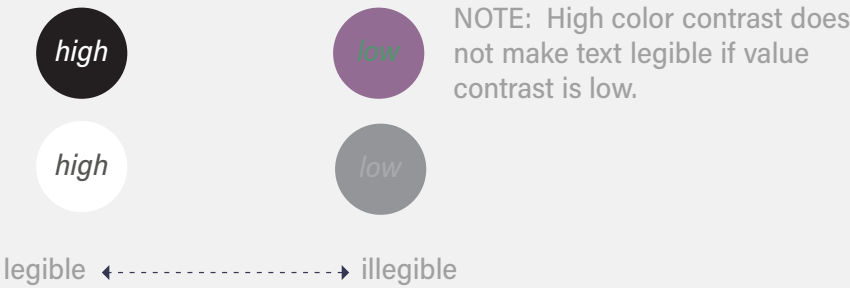 high
low
NOTE: High color contrast does
not make text legible if value
contrast is low.
high
low
legible
illegible